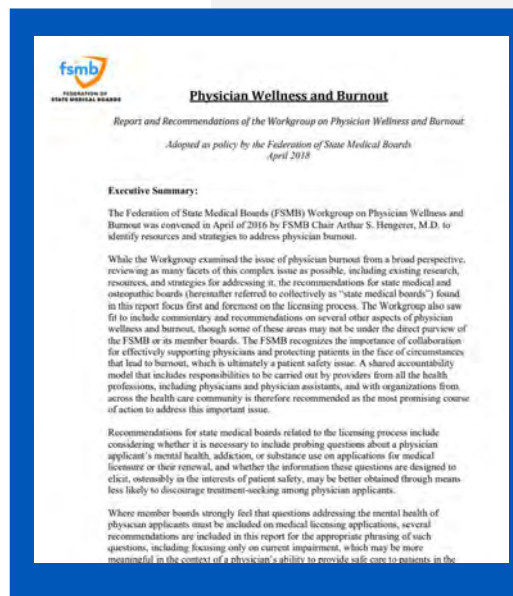 fsmb
FEDERATION OF
STATE MEDICAL BOARDS
Physician Wellness and Burnout
Report and Recommendations of the Workgroup on Physician Wellness and Burnout
Adopted as policy by the Federation of State Medical Boards
April 2018
Executive Summary:
The Federation of State Medical Boards (FSMB) Workgroup on Physician Wellness and
Burnout was convened in April of 2016 by FSMB Chair Arthur S. Hengerer, M.D. to
identify resources and strategies to address physician burnout.
While the Workgroup examined the issue of physician burnout from a broad perspective,
reviewing as many facets of this complex issue as possible, including existing research,
resources, and strategies for addressing it, the recommendations for state medical and
osteopathic boards (hereinafter referred to collectively as "state medical boards") found
in this report focus first and foremost on the licensing process. The Workgroup also saw
fit to include commentary and recommendations on several other aspects of physician
wellness and burnout, though some of these areas may not be under the direct purview of
the FSMB or its member boards. The FSMB recognizes the importance of collaboration
for effectively supporting physicians and protecting patients in the face of circumstances
that lead to burnout, which is ultimately a patient safety issue. A shared accountability
model that includes responsibilities to be carried out by providers from all the health
professions, including physicians and physician assistants, and with organizations from
across the health care community is therefore recommended as the most promising course
of action to address this important issue.
Recommendations for state medical boards related to the licensing process include
considering whether it is necessary to include probing questions about a physician
applicant's mental health, addiction, or substance use on applications for medical
licensure or their renewal, and whether the information these questions are designed to
elicit, ostensibly in the interests of patient safety, may be better obtained through means
less likely to discourage treatment-seeking among physician applicants.
Where member boards strongly feel that questions addressing the mental health of
physician applicants must be included on medical licensing applications, several
recommendations are included in this report for the appropriate phrasing of such
questions, including focusing only on current impairment, which may be more
meaningful in the context of a physician's ability to provide safe care to patients in the